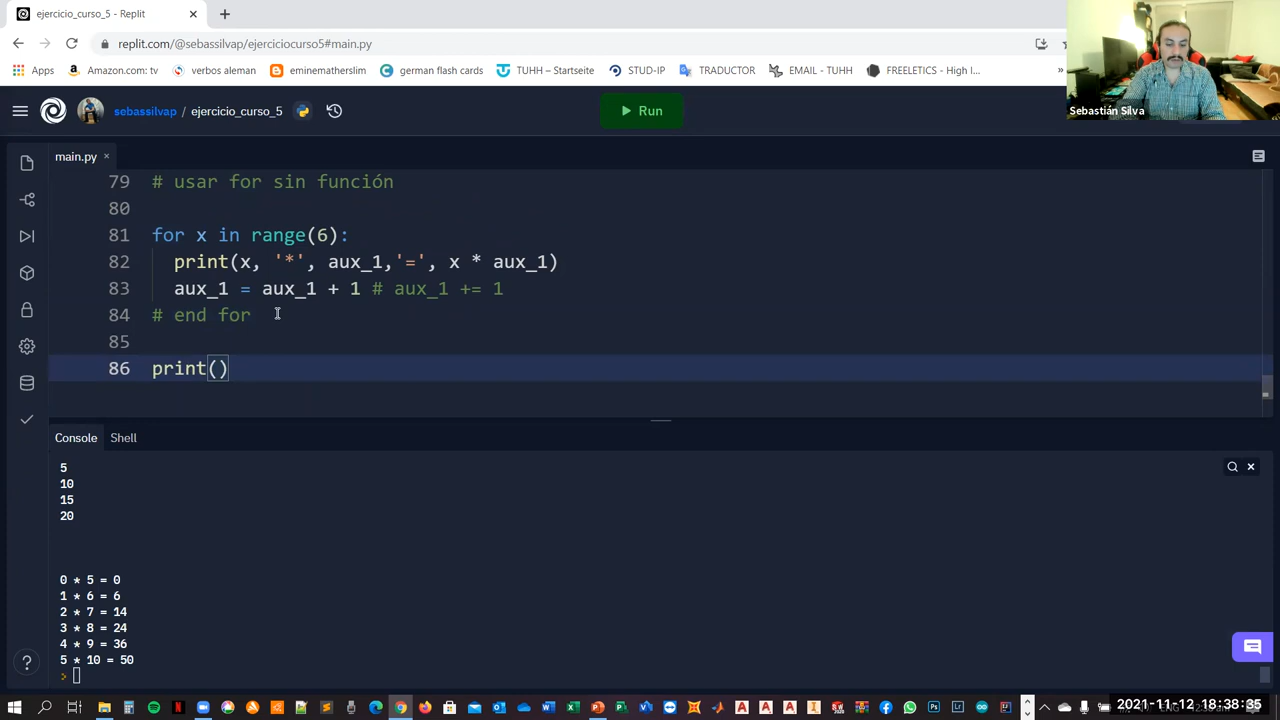 ejercicio_curso_5 - Replit
replit.com/@sebassilvap/ejerciciocurso5#main.py
Apps
Amazon.com: tv
verbos aleman
eminematherslim
german flash cards
TUHH – Startseite
STUD-IP
TRADUCTOR
EMAIL - TUHH
FREELETICS - High I...
»
Sebastián Silva
sebassilvap / ejercicio_curso_5
Run
main.py
79 # usar for sin función
80
81 for x in range(6):
82 print(x, '*', aux_1,'=', x * aux_1)
83 aux_1 = aux_1 + 1 # aux_1 += 1
84 # end for
85
86 print()
Console
Shell
5
10
15
20
0 * 5 = 0
1 * 6 = 6
2 * 7 = 14
3 * 8 = 24
4 * 9 = 36
5 * 10 = 50
>
2021-11-12 18:38:35